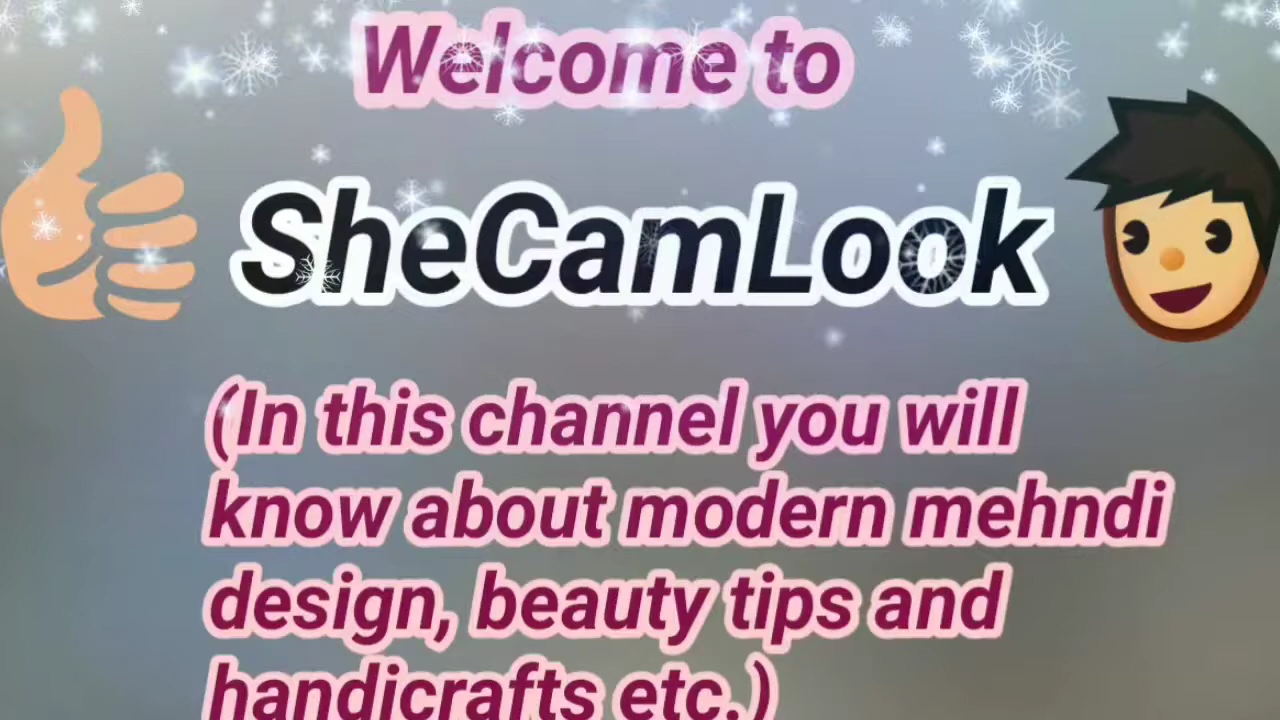 Welcome to
SheCamLook
(In this channel you will
know about modern mehndi
design, beauty tips and
handicrafts etc.)